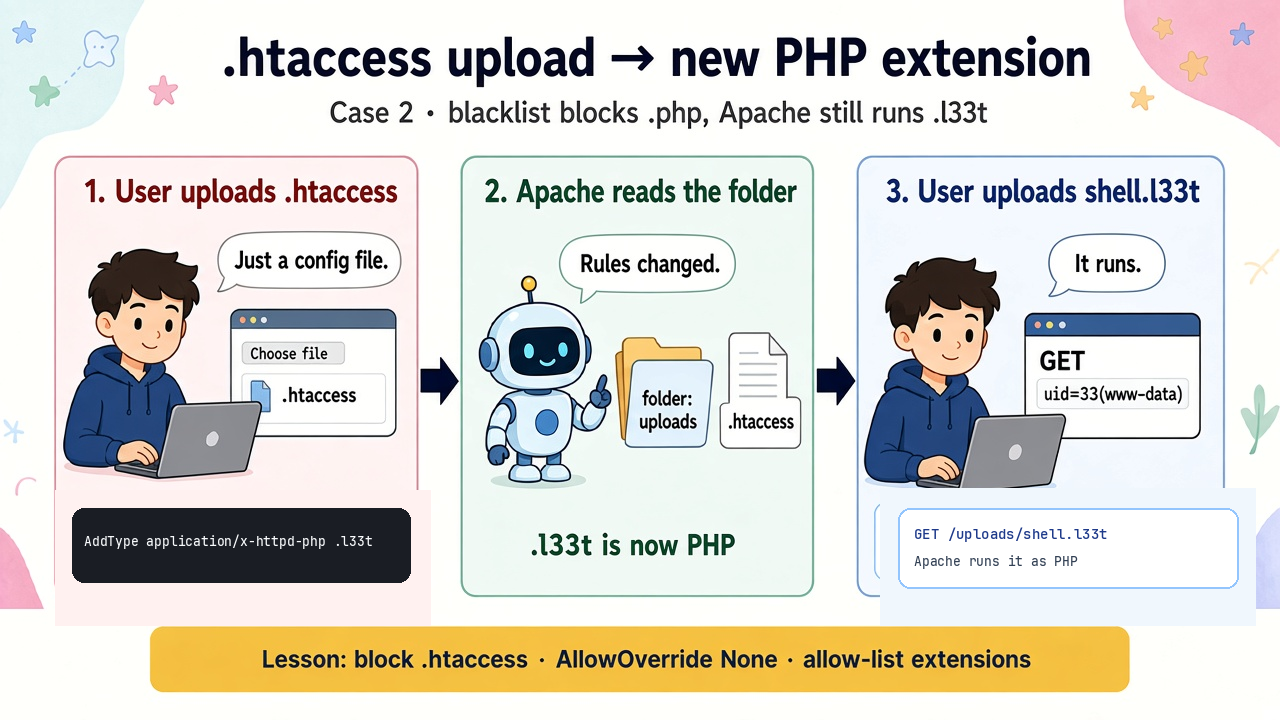 .htaccess upload → new PHP extension
Case 2 · blacklist blocks .php, Apache still runs .l33t
1. User uploads .htaccess
Just a config file.
Choose file
.htaccess
AddType application/x-httpd-php .l33t
2. Apache reads the folder
Rules changed.
folder:
uploads
.htaccess
.l33t is now PHP
3. User uploads shell.l33t
It runs.
GET
uid=33(www-data)
GET /uploads/shell.l33t
Apache runs it as PHP
Lesson: block .htaccess · AllowOverride None · allow-list extensions